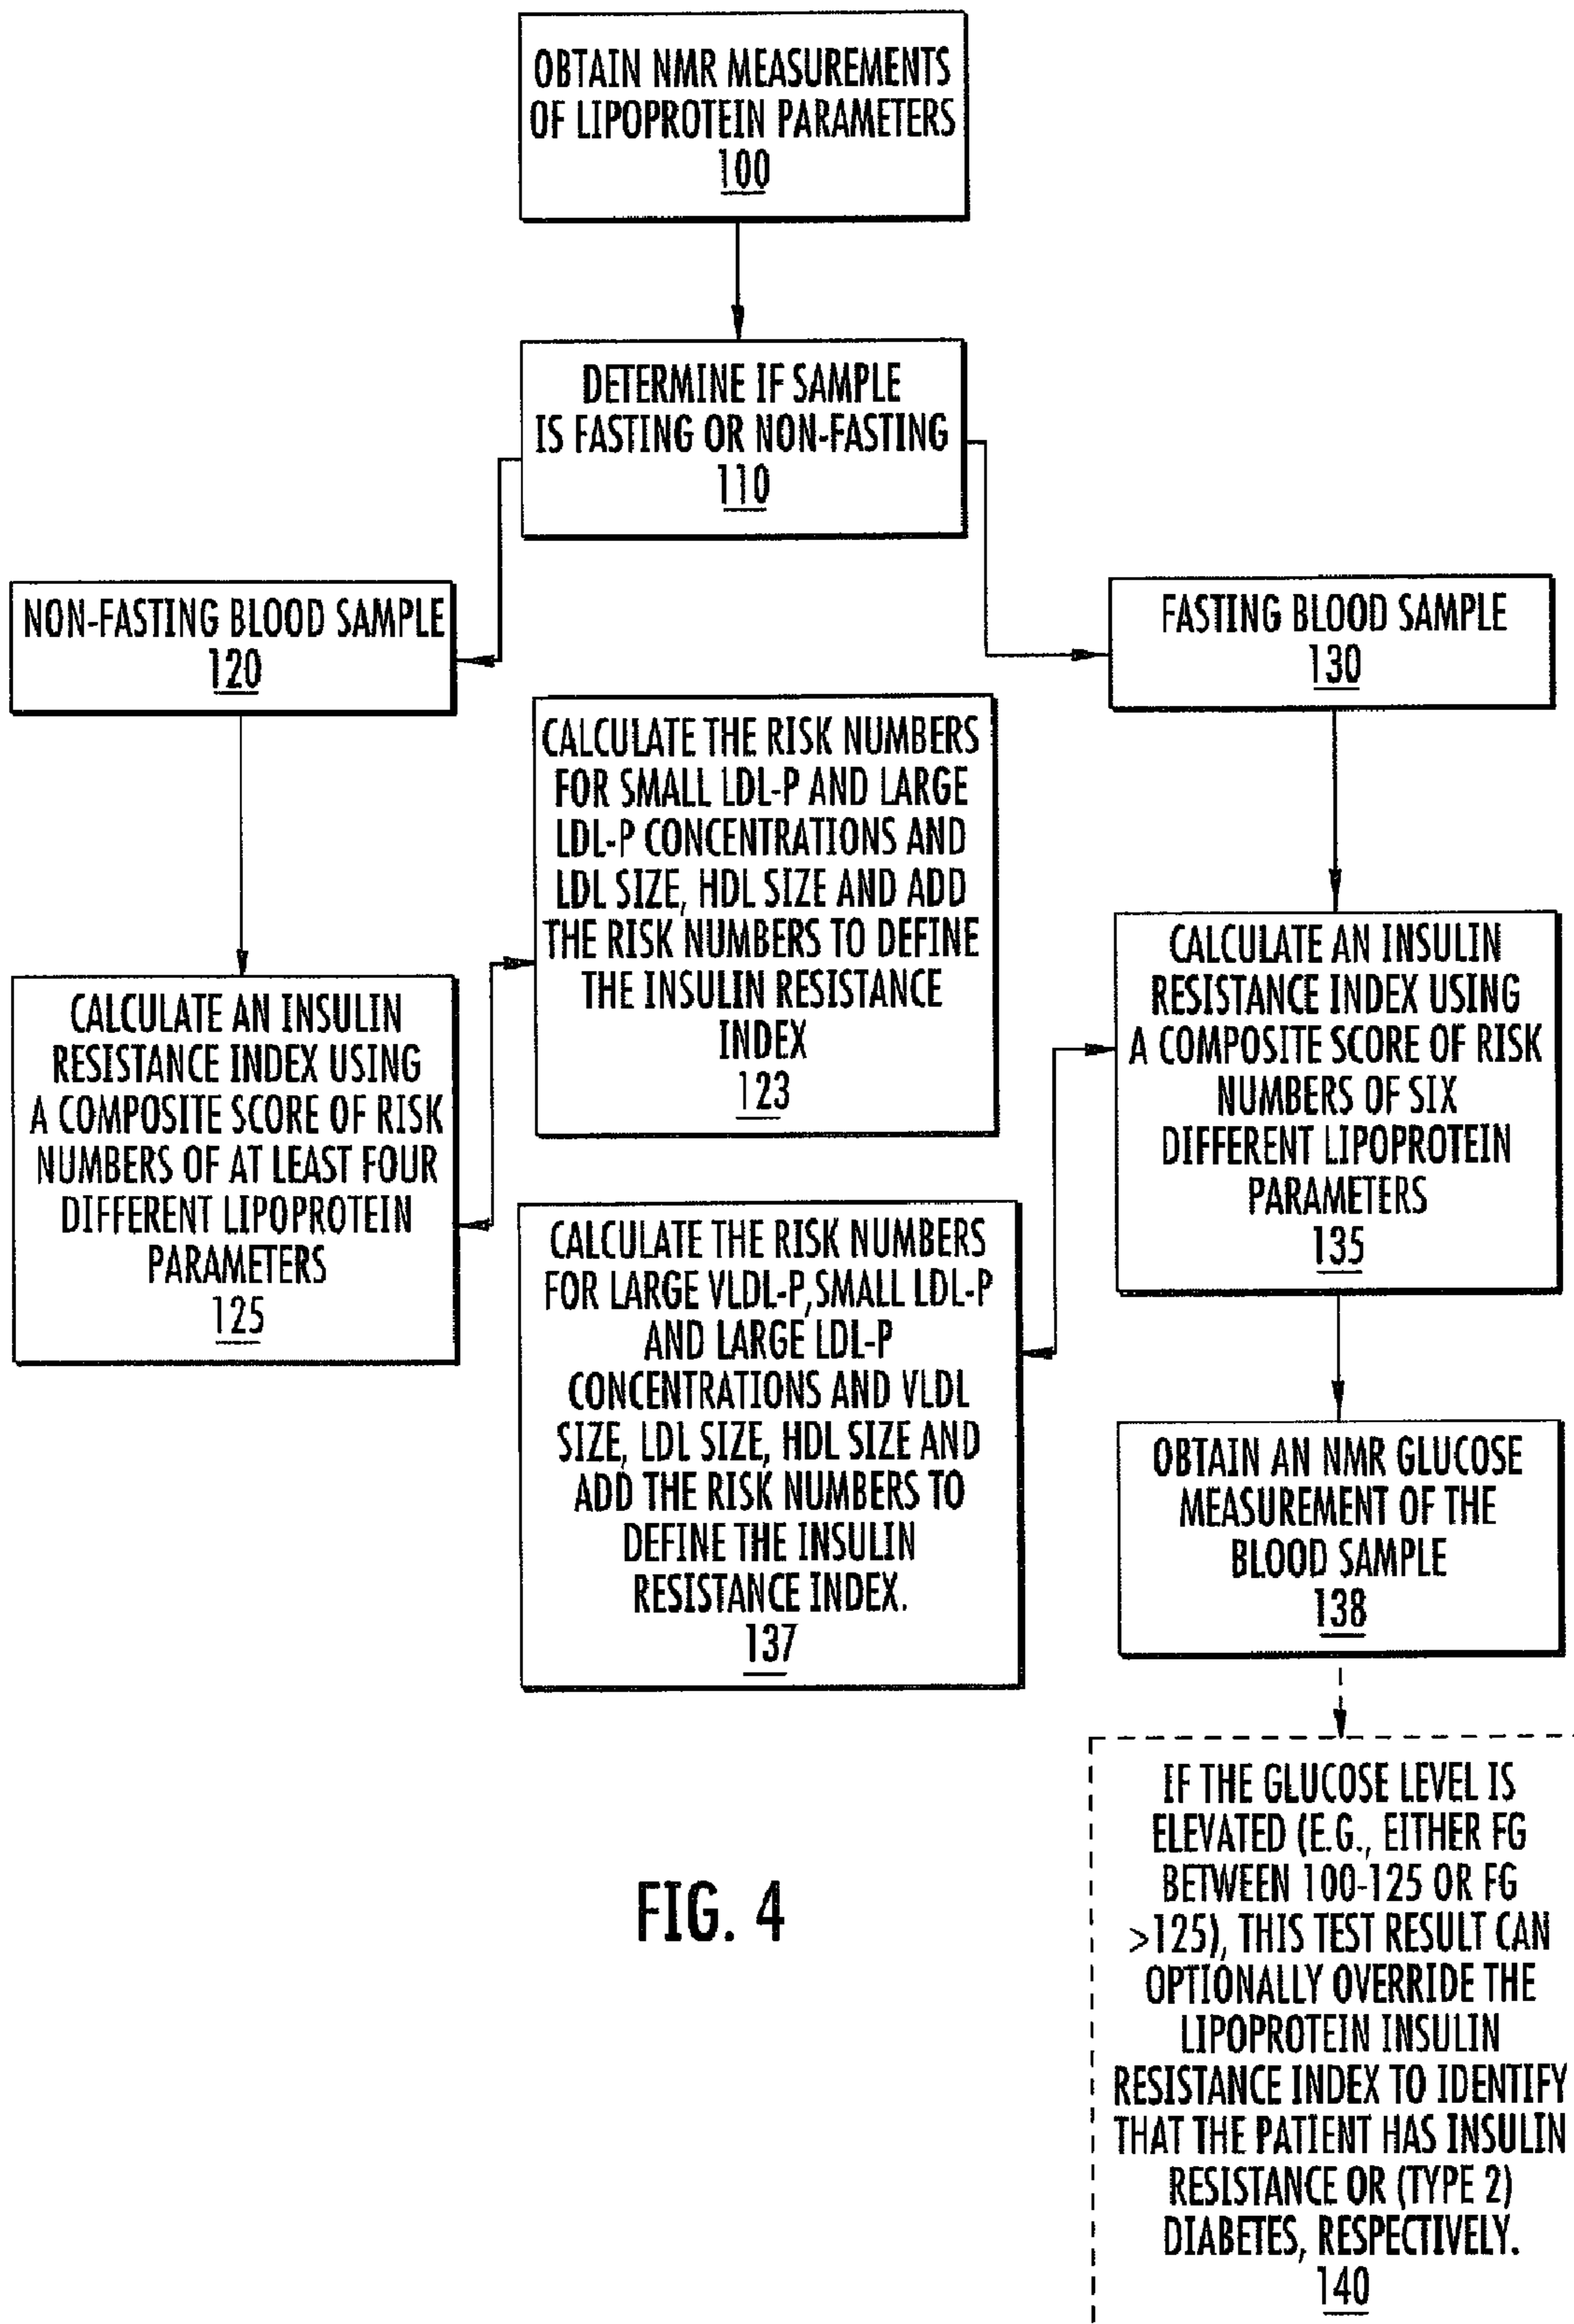 OBTAIN NMR MEASUREMENTS
OF LIPOPROTEIN PARAMETERS
100
DETERMINE IF SAMPLE
IS FASTING OR NON-FASTING
110
NON-FASTING BLOOD SAMPLE
120
FASTING BLOOD SAMPLE
130
CALCULATE THE RISK NUMBERS
FOR SMALL LDL-P AND LARGE
LDL-P CONCENTRATIONS AND
LDL SIZE, HDL SIZE AND ADD
THE RISK NUMBERS TO DEFINE
THE INSULIN RESISTANCE
INDEX
123
CALCULATE AN INSULIN
RESISTANCE INDEX USING
A COMPOSITE SCORE OF RISK
NUMBERS OF AT LEAST FOUR
DIFFERENT LIPOPROTEIN
PARAMETERS
125
CALCULATE AN INSULIN
RESISTANCE INDEX USING
A COMPOSITE SCORE OF RISK
NUMBERS OF SIX
DIFFERENT LIPOPROTEIN
PARAMETERS
135
CALCULATE THE RISK NUMBERS
FOR LARGE VLDL-P, SMALL LDL-P
AND LARGE LDL-P
CONCENTRATIONS AND VLDL
SIZE, LDL SIZE, HDL SIZE AND
ADD THE RISK NUMBERS TO
DEFINE THE INSULIN
RESISTANCE INDEX.
137
OBTAIN AN NMR GLUCOSE
MEASUREMENT OF THE
BLOOD SAMPLE
138
IF THE GLUCOSE LEVEL IS
ELEVATED (E.G., EITHER FG
BETWEEN 100-125 OR FG
>125), THIS TEST RESULT CAN
OPTIONALLY OVERRIDE THE
LIPOPROTEIN INSULIN
RESISTANCE INDEX TO IDENTIFY
THAT THE PATIENT HAS INSULIN
RESISTANCE OR (TYPE 2)
DIABETES, RESPECTIVELY.
140
FIG. 4